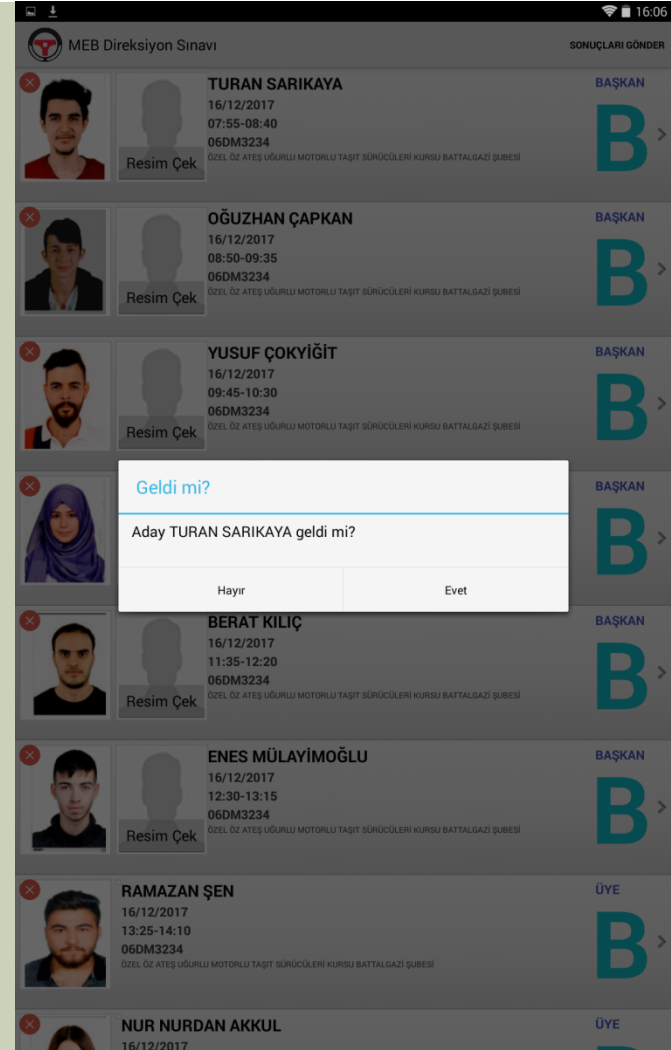 16:06
MEB Direksiyon Sınavı
SONUÇLARI GÖNDER
TURAN SARIKAYA
BAŞKAN
16/12/2017
07:55-08:40
06DM3234
ÖZEL ÖZ ATEŞ UĞURLU MOTORLU TAŞIT SÜRÜCÜLERİ KURSU BATTALGAZİ ŞUBESİ
Resim Çek
B
OĞUZHAN ÇAPKAN
BAŞKAN
16/12/2017
08:50-09:35
06DM3234
ÖZEL ÖZ ATEŞ UĞURLU MOTORLU TAŞIT SÜRÜCÜLERİ KURSU BATTALGAZİ ŞUBESİ
Resim Çek
B
YUSUF ÇOKYİĞİT
BAŞKAN
16/12/2017
09:45-10:30
06DM3234
ÖZEL ÖZ ATEŞ UĞURLU MOTORLU TAŞIT SÜRÜCÜLERİ KURSU BATTALGAZİ ŞUBESİ
Resim Çek
B
BAŞKAN
B
Geldi mi?
Aday TURAN SARIKAYA geldi mi?
Hayır
Evet
BERAT KILIÇ
BAŞKAN
16/12/2017
11:35-12:20
06DM3234
ÖZEL ÖZ ATEŞ UĞURLU MOTORLU TAŞIT SÜRÜCÜLERİ KURSU BATTALGAZİ ŞUBESİ
Resim Çek
B
ENES MÜLAYİMOĞLU
BAŞKAN
16/12/2017
12:30-13:15
06DM3234
ÖZEL ÖZ ATEŞ UĞURLU MOTORLU TAŞIT SÜRÜCÜLERİ KURSU BATTALGAZİ ŞUBESİ
Resim Çek
B
RAMAZAN ŞEN
ÜYE
16/12/2017
13:25-14:10
06DM3234
ÖZEL ÖZ ATEŞ UĞURLU MOTORLU TAŞIT SÜRÜCÜLERİ KURSU BATTALGAZİ ŞUBESİ
B
NUR NURDAN AKKUL
ÜYE
16/12/2017